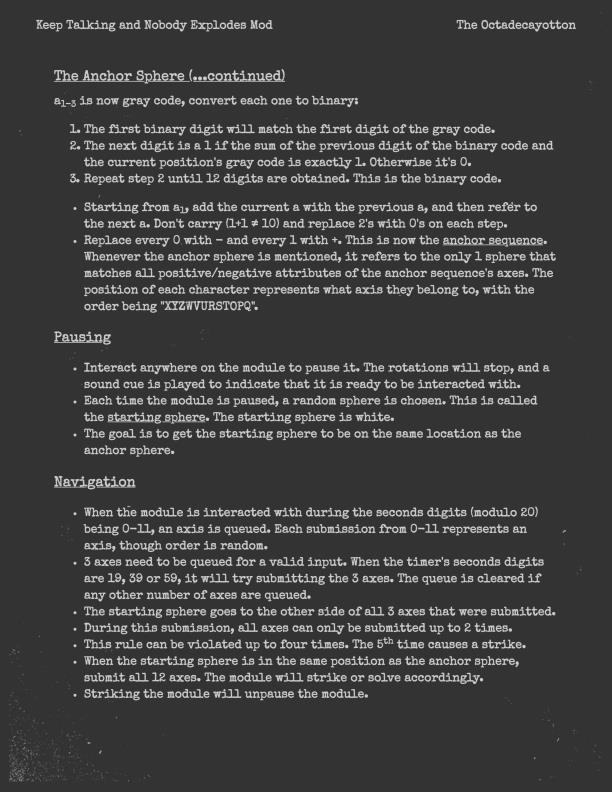 Keep Talking and Nobody Explodes Mod The Octadecayotton
The Anchor Sphere (...continued)
a1-3 is now gray code, convert each one to binary:
1. The first binary digit will match the first digit of the gray code.
2. The next digit is a 1 if the sum of the previous digit of the binary code and
the current position's gray code is exactly 1. Otherwise it's 0.
3. Repeat step 2 until 12 digits are obtained. This is the binary code.
• Starting from a1, add the current a with the previous a, and then refer to
the next a. Don't carry (1+1 ≠ 10) and replace 2's with 0's on each step.
• Replace every 0 with - and every 1 with +. This is now the anchor sequence.
Whenever the anchor sphere is mentioned, it refers to the only 1 sphere that
matches all positive/negative attributes of the anchor sequence's axes. The
position of each character represents what axis they belong to, with the
order being "XYZWVURSTOPQ".
Pausing
• Interact anywhere on the module to pause it. The rotations will stop, and a
sound cue is played to indicate that it is ready to be interacted with.
• Each time the module is paused, a random sphere is chosen. This is called
the starting sphere. The starting sphere is white.
• The goal is to get the starting sphere to be on the same location as the
anchor sphere.
Navigation
• When the module is interacted with during the seconds digits (modulo 20)
being 0-11, an axis is queued. Each submission from 0-11 represents an
axis, though order is random.
• 3 axes need to be queued for a valid input. When the timer's seconds digits
are 19, 39 or 59, it will try submitting the 3 axes. The queue is cleared if
any other number of axes are queued.
• The starting sphere goes to the other side of all 3 axes that were submitted.
• During this submission, all axes can only be submitted up to 2 times.
• This rule can be violated up to four times. The 5th time causes a strike.
• When the starting sphere is in the same position as the anchor sphere,
submit all 12 axes. The module will strike or solve accordingly.
• Striking the module will unpause the module.